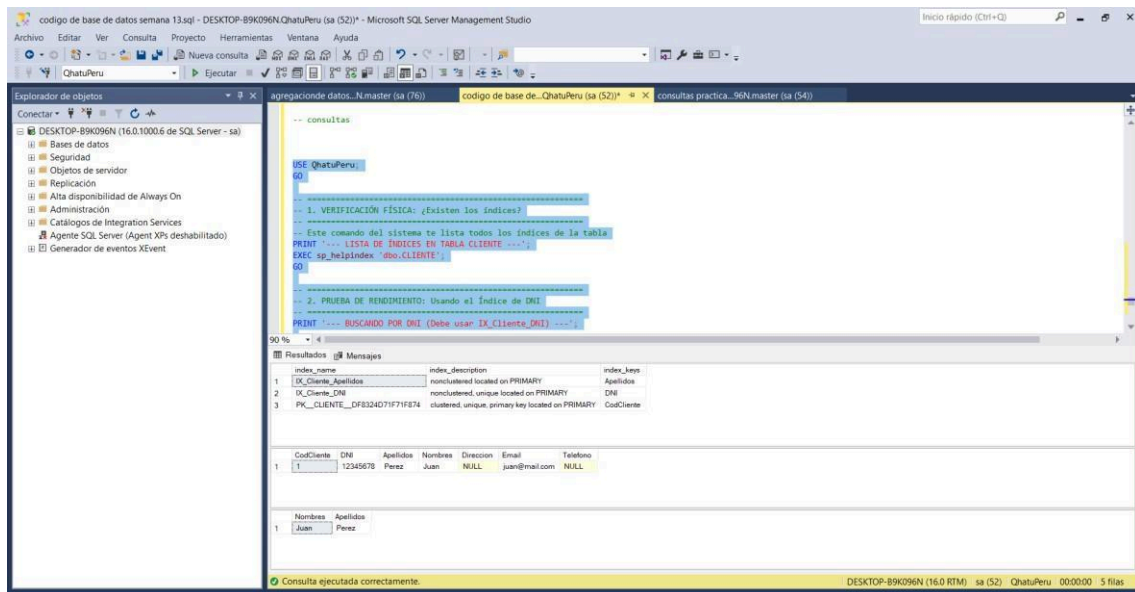 codigo de base de datos semana 13.sql - DESKTOP-B9K096N.QhatuPeru (sa (52))* - Microsoft SQL Server Management Studio
Inicio rápido (Ctrl+Q)
Archivo Editar Ver Consulta Proyecto Herramientas Ventana Ayuda
Nueva consulta
QhatuPeru Ejecutar
Explorador de objetos
agregacionde datos...N.master (sa (76)) codigo de base de...QhatuPeru (sa (52))* consultas practica...96N.master (sa (54))
Conectar
DESKTOP-B9K096N (16.0.1000.6 de SQL Server - sa)
Bases de datos
Seguridad
Objetos de servidor
Replicación
Alta disponibilidad de Always On
Administración
Catálogos de Integration Services
Agente SQL Server (Agent XPs deshabilitado)
Generador de eventos XEvent
-- consultas
USE QhatuPeru;
GO
-- ====================================================
-- 1. VERIFICACIÓN FÍSICA: ¿Existen los índices?
-- ====================================================
-- Este comando del sistema te lista todos los índices de la tabla
PRINT '--- LISTA DE ÍNDICES EN TABLA CLIENTE ---';
EXEC sp_helpindex 'dbo.CLIENTE';
GO
-- ====================================================
-- 2. PRUEBA DE RENDIMIENTO: Usando el Índice de DNI
-- ====================================================
PRINT '--- BUSCANDO POR DNI (Debe usar IX_Cliente_DNI) ---';
90 %
Resultados Mensajes
index_name index_description index_keys
1 IX_Cliente_Apellidos nonclustered located on PRIMARY Apellidos
2 IX_Cliente_DNI nonclustered, unique located on PRIMARY DNI
3 PK__CLIENTE__DF8324D71F71F874 clustered, unique, primary key located on PRIMARY CodCliente
CodCliente DNI Apellidos Nombres Direccion Email Telefono
1 1 12345678 Perez Juan NULL juan@mail.com NULL
Nombres Apellidos
1 Juan Perez
Consulta ejecutada correctamente.
DESKTOP-B9K096N (16.0 RTM) sa (52) QhatuPeru 00:00:00 5 filas